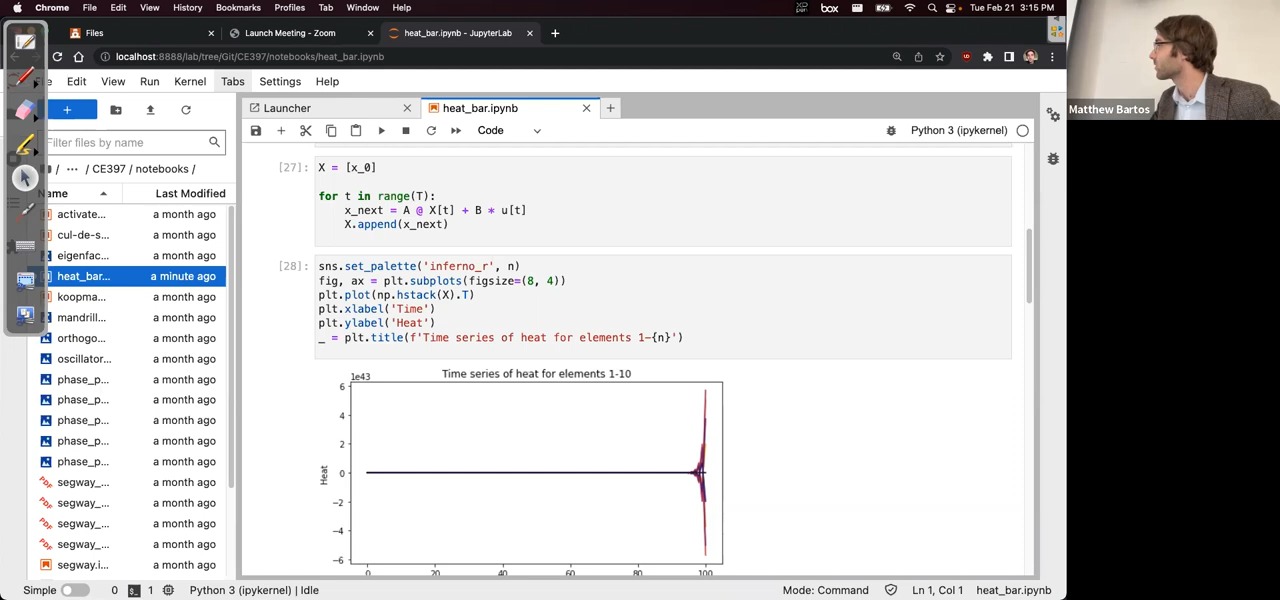 Chrome File Edit View History Bookmarks Profiles Tab Window Help box Tue Feb 21 3:15 PM
Files Launch Meeting - Zoom heat_bar.ipynb - JupyterLab
localhost:8888/lab/tree/Git/CE397/notebooks/heat_bar.ipynb
Edit View Run Kernel Tabs Settings Help
Launcher heat_bar.ipynb
Code Python 3 (ipykernel)
Filter files by name
/ ··· / CE397 / notebooks /
Name Last Modified
activate... a month ago
cul-de-s... a month ago
eigenfac... a month ago
heat_bar... a minute ago
koopma... a month ago
mandrill... a month ago
orthogo... a month ago
oscillator... a month ago
phase_p... a month ago
phase_p... a month ago
phase_p... a month ago
phase_p... a month ago
phase_p... a month ago
segway_... a month ago
segway_... a month ago
segway_... a month ago
segway_... a month ago
segway.i... a month ago
[27]: X = [x_0]
for t in range(T):
x_next = A @ X[t] + B * u[t]
X.append(x_next)
[28]: sns.set_palette('inferno_r', n)
fig, ax = plt.subplots(figsize=(8, 4))
plt.plot(np.hstack(X).T)
plt.xlabel('Time')
plt.ylabel('Heat')
_ = plt.title(f'Time series of heat for elements 1-{n}')
1e43 Time series of heat for elements 1-10
6
4
2
0
−2
−4
−6
Heat
0 20 40 60 80 100
Simple 0 1 Python 3 (ipykernel) | Idle Mode: Command Ln 1, Col 1 heat_bar.ipynb
Matthew Bartos